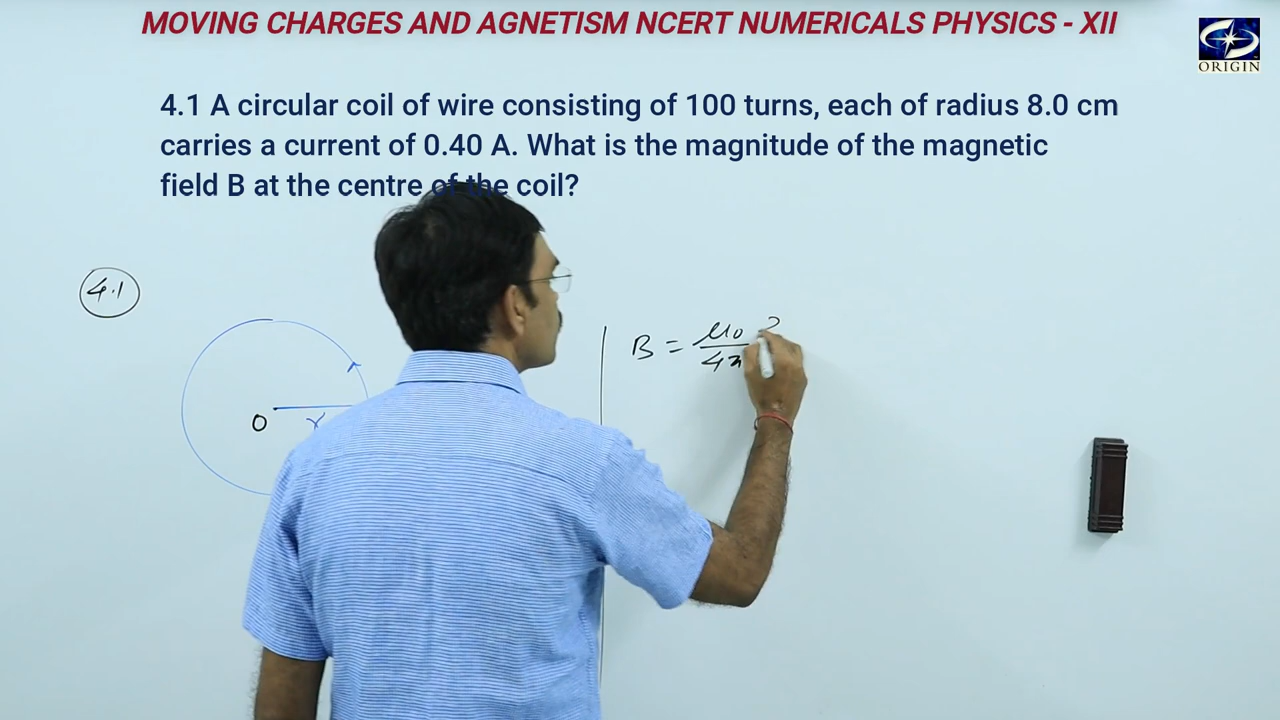 MOVING CHARGES AND AGNETISM NCERT NUMERICALS PHYSICS - XII
ORIGIN
4.1 A circular coil of wire consisting of 100 turns, each of radius 8.0 cm
carries a current of 0.40 A. What is the magnitude of the magnetic
field B at the centre of the coil?
4.1
O r
B = μ0
4π